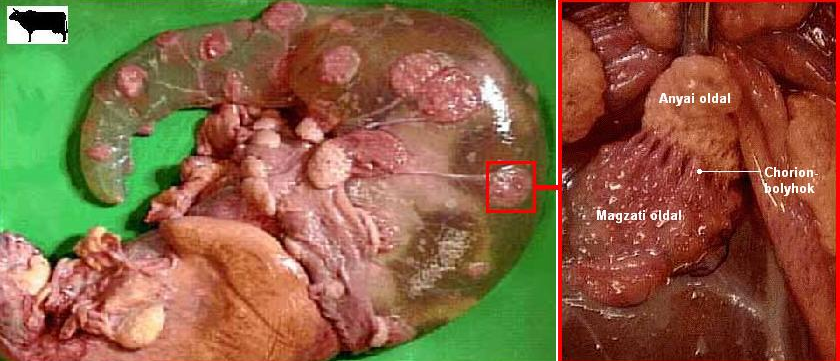 Anyai oldal
Chorion-
bolyhok
Magzati oldal